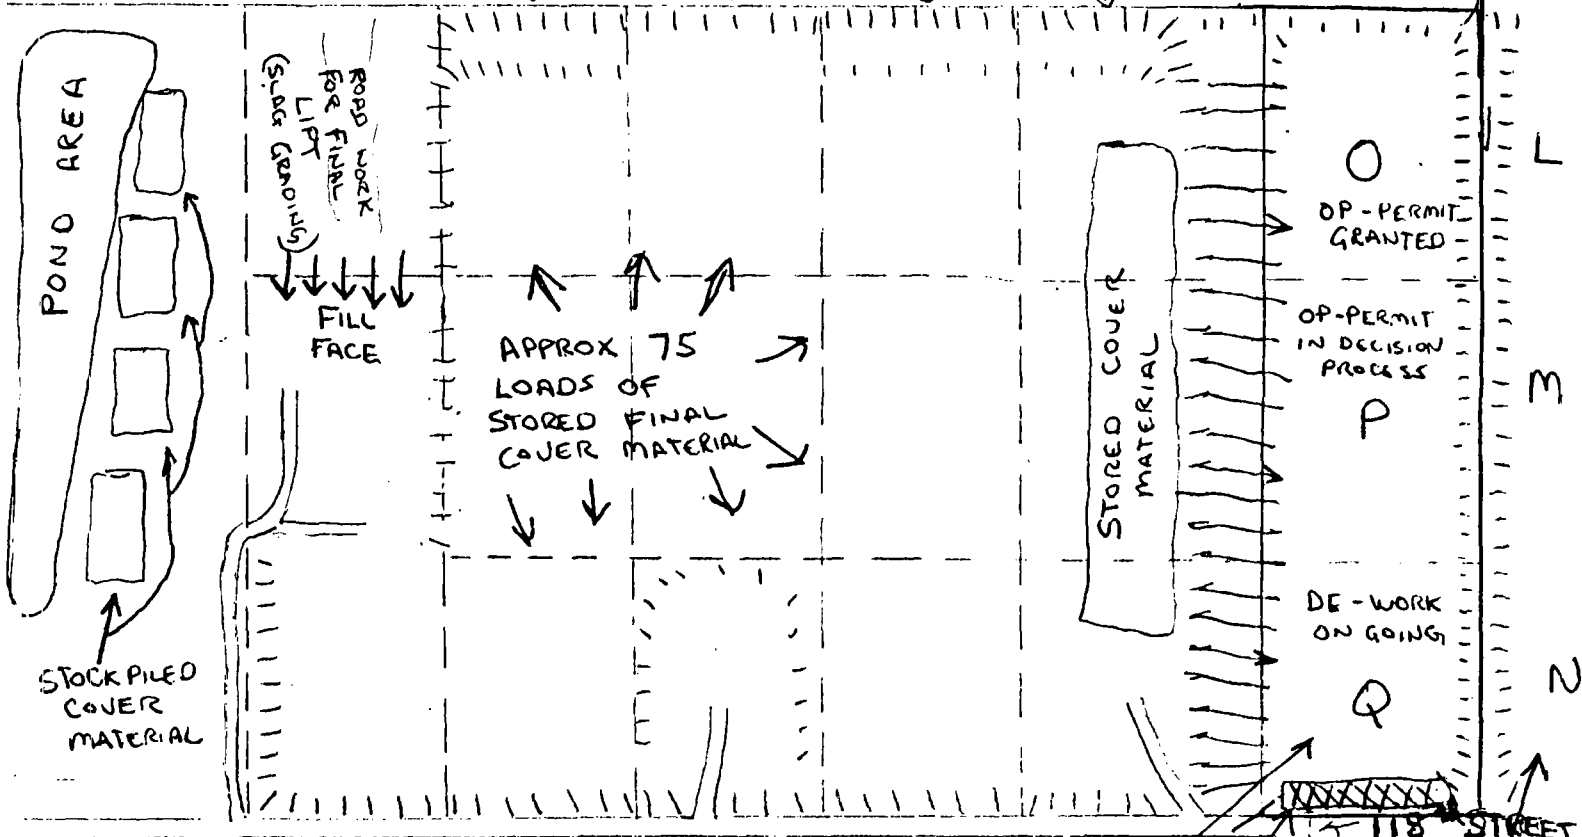 POND AREA
ROAD WORK
FOR FINAL
LIFT
(SLAG GRADING)
FILL
FACE
APPROX 75
LOADS OF
STORED FINAL
COVER MATERIAL
STORED COVER
MATERIAL
O
OP-PERMIT
GRANTED
OP-PERMIT
IN DECISION
PROCESS
P
DE-WORK
ON GOING
Q
L
M
N
STOCKPILED
COVER
MATERIAL
118 STREET